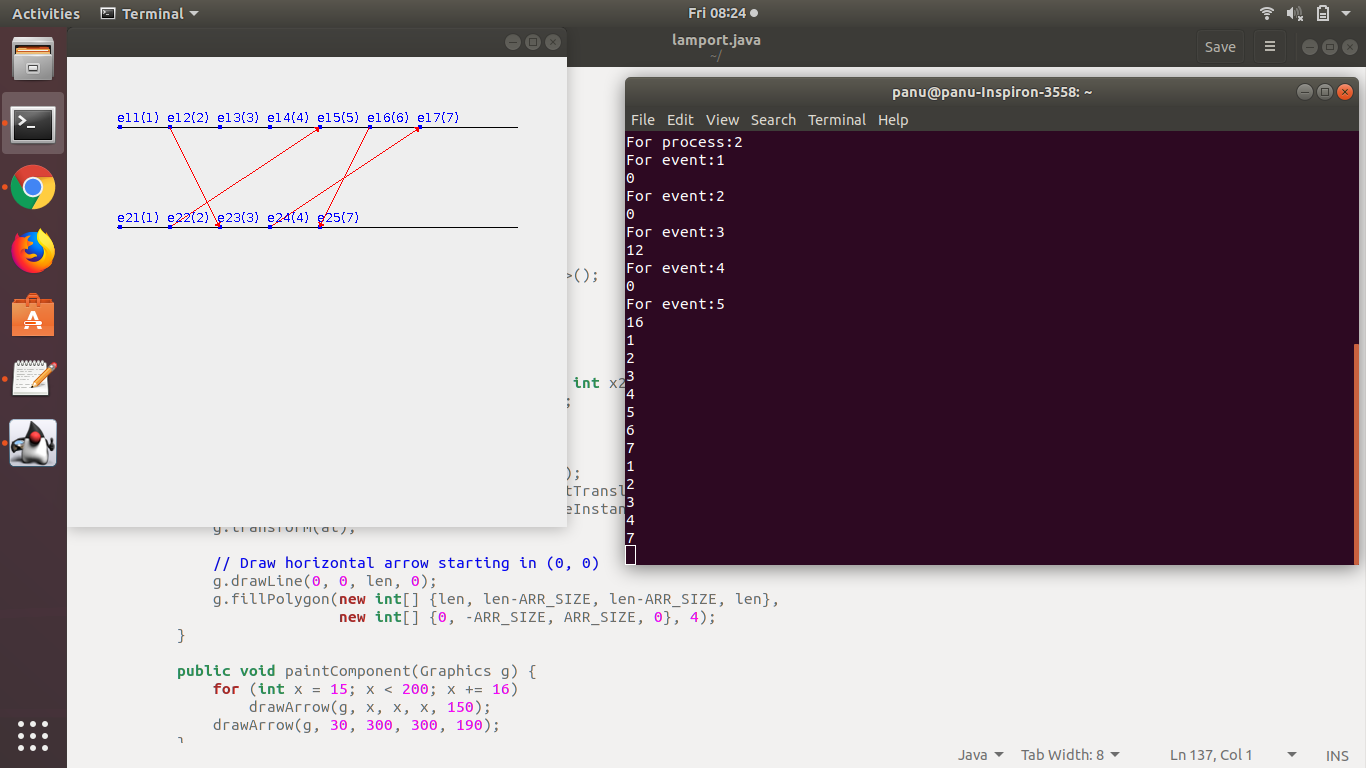 Activities Terminal Fri 08:24
lamport.java
~/
Save
e11(1) e12(2) e13(3) e14(4) e15(5) e16(6) e17(7)
e21(1) e22(2) e23(3) e24(4) e25(7)
panu@panu-Inspiron-3558: ~
File Edit View Search Terminal Help
For process:2
For event:1
0
For event:2
0
For event:3
12
For event:4
0
For event:5
16
1
2
3
4
5
6
7
1
2
3
4
7
>();
int x2
;
);
tTransl
eInstan
g.transform(at);
// Draw horizontal arrow starting in (0, 0)
g.drawLine(0, 0, len, 0);
g.fillPolygon(new int[] {len, len-ARR_SIZE, len-ARR_SIZE, len},
new int[] {0, -ARR_SIZE, ARR_SIZE, 0}, 4);
}
public void paintComponent(Graphics g) {
for (int x = 15; x < 200; x += 16)
drawArrow(g, x, x, x, 150);
drawArrow(g, 30, 300, 300, 190);
}
Java Tab Width: 8 Ln 137, Col 1 INS